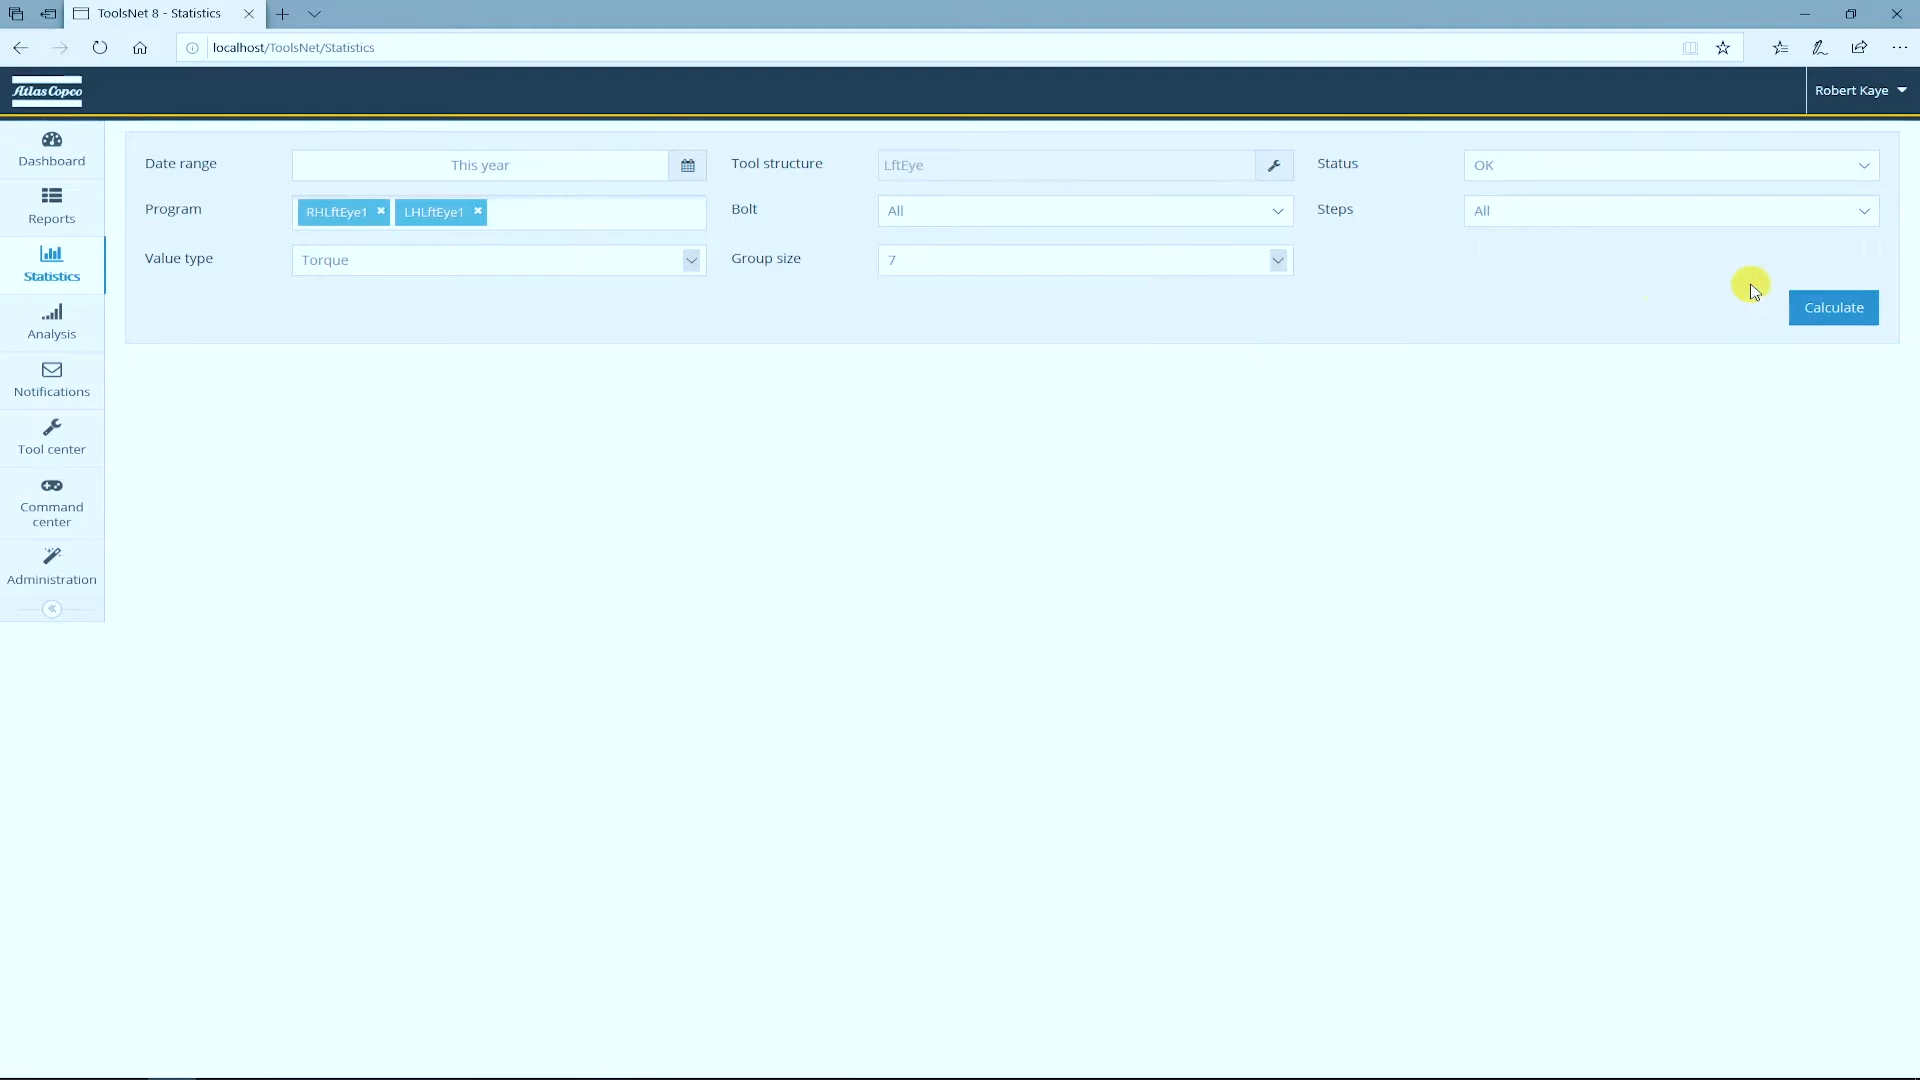 ToolsNet 8 - Statistics
localhost/ToolsNet/Statistics
Atlas Copco
Robert Kaye
Dashboard
Reports
Statistics
Analysis
Notifications
Tool center
Command
center
Administration
Date range
This year
Tool structure
LftEye
Status
OK
Program
RHLftEye1
LHLftEye1
Bolt
All
Steps
All
Value type
Torque
Group size
7
Calculate